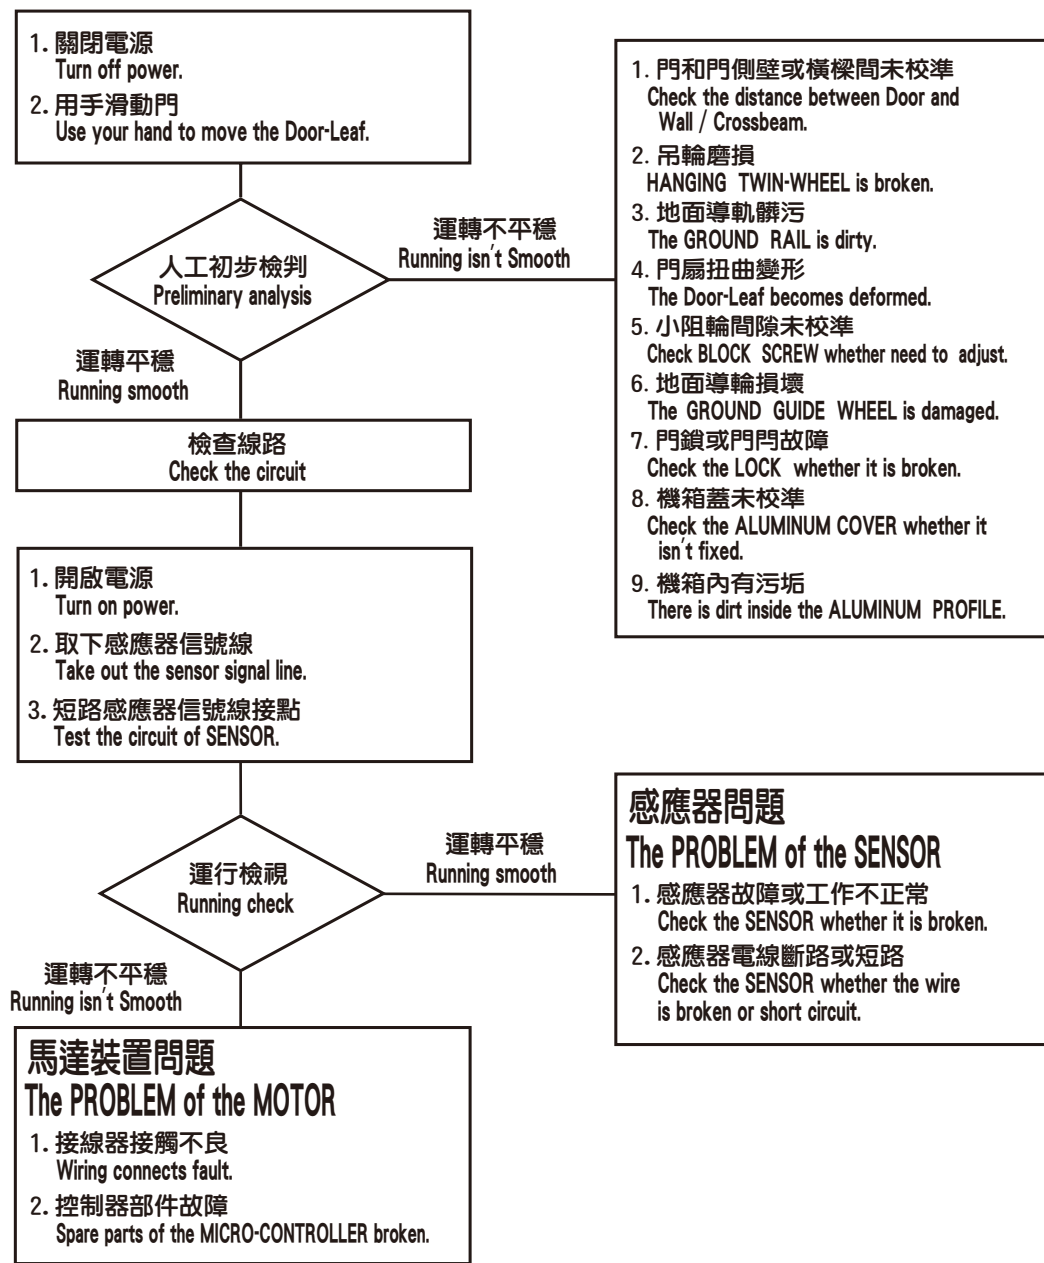 1. 關閉電源
Turn off power.
2. 用手滑動門
Use your hand to move the Door-Leaf.
人工初步檢判
Preliminary analysis
運轉不平穩
Running isn't Smooth
1. 門和門側壁或橫樑間未校準
Check the distance between Door and
Wall / Crossbeam.
2. 吊輪磨損
HANGING TWIN-WHEEL is broken.
3. 地面導軌髒污
The GROUND RAIL is dirty.
4. 門扇扭曲變形
The Door-Leaf becomes deformed.
5. 小阻輪間隙未校準
Check BLOCK SCREW whether need to adjust.
6. 地面導輪損壞
The GROUND GUIDE WHEEL is damaged.
7. 門鎖或門閂故障
Check the LOCK whether it is broken.
8. 機箱蓋未校準
Check the ALUMINUM COVER whether it
isn't fixed.
9. 機箱內有污垢
There is dirt inside the ALUMINUM PROFILE.
運轉平穩
Running smooth
檢查線路
Check the circuit
1. 開啟電源
Turn on power.
2. 取下感應器信號線
Take out the sensor signal line.
3. 短路感應器信號線接點
Test the circuit of SENSOR.
運行檢視
Running check
運轉平穩
Running smooth
感應器問題
The PROBLEM of the SENSOR
1. 感應器故障或工作不正常
Check the SENSOR whether it is broken.
2. 感應器電線斷路或短路
Check the SENSOR whether the wire
is broken or short circuit.
運轉不平穩
Running isn't Smooth
馬達裝置問題
The PROBLEM of the MOTOR
1. 接線器接觸不良
Wiring connects fault.
2. 控制器部件故障
Spare parts of the MICRO-CONTROLLER broken.